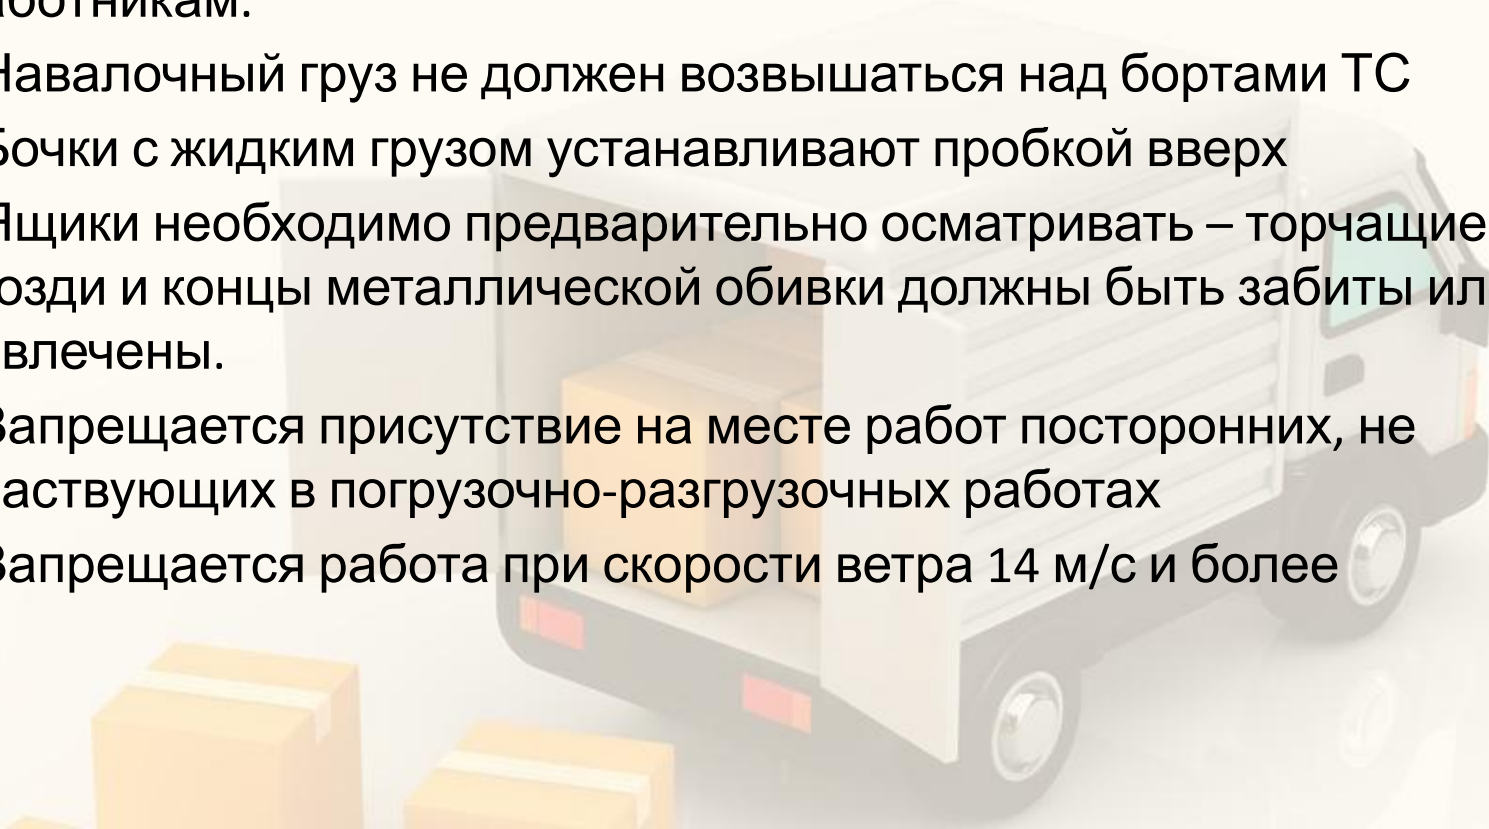 аботникам.
Навалочный груз не должен возвышаться над бортами ТС
Бочки с жидким грузом устанавливают пробкой вверх
Ящики необходимо предварительно осматривать – торчащие
озди и концы металлической обивки должны быть забиты ил
влечены.
Запрещается присутствие на месте работ посторонних, не
аствующих в погрузочно-разгрузочных работах
Запрещается работа при скорости ветра 14 м/с и более